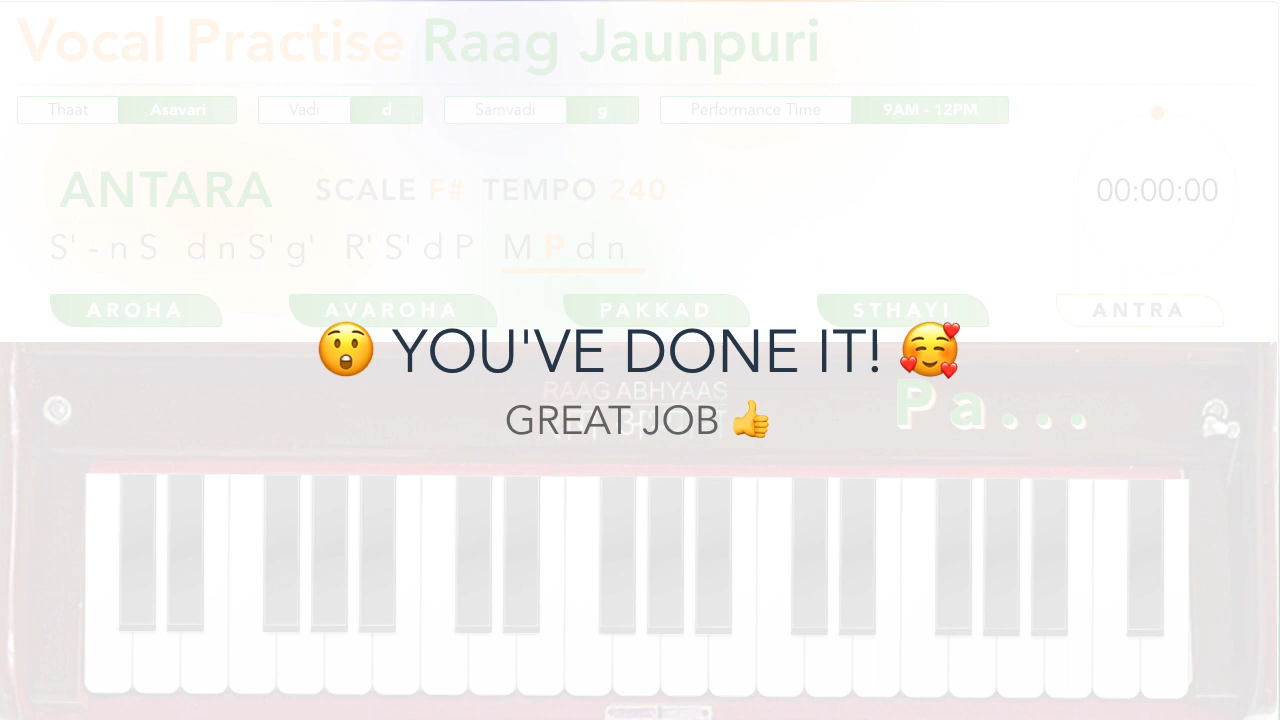 Vocal Practise Raag Jaunpuri
Thaat Asavari Vadi d Samvadi g Performance Time 9AM - 12PM
ANTARA SCALE F# TEMPO 240
00:00:00
S' - n S d n S' g' R' S' d P M P d n
AROHA AVAROHA PAKKAD STHAYI ANTRA
😲 YOU'VE DONE IT! 🥰
RAAG ABHYAAS
Pa...
GREAT JOB 👍